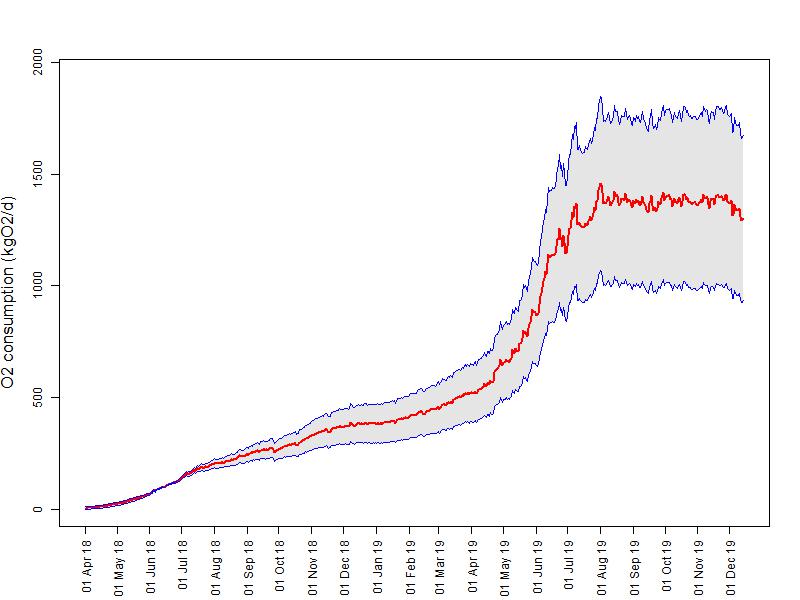 O2 consumption (kgO2/d)
2000
1500
1000
500
0
01 Apr 18
01 May 18
01 Jun 18
01 Jul 18
01 Aug 18
01 Sep 18
01 Oct 18
01 Nov 18
01 Dec 18
01 Jan 19
01 Feb 19
01 Mar 19
01 Apr 19
01 May 19
01 Jun 19
01 Jul 19
01 Aug 19
01 Sep 19
01 Oct 19
01 Nov 19
01 Dec 19